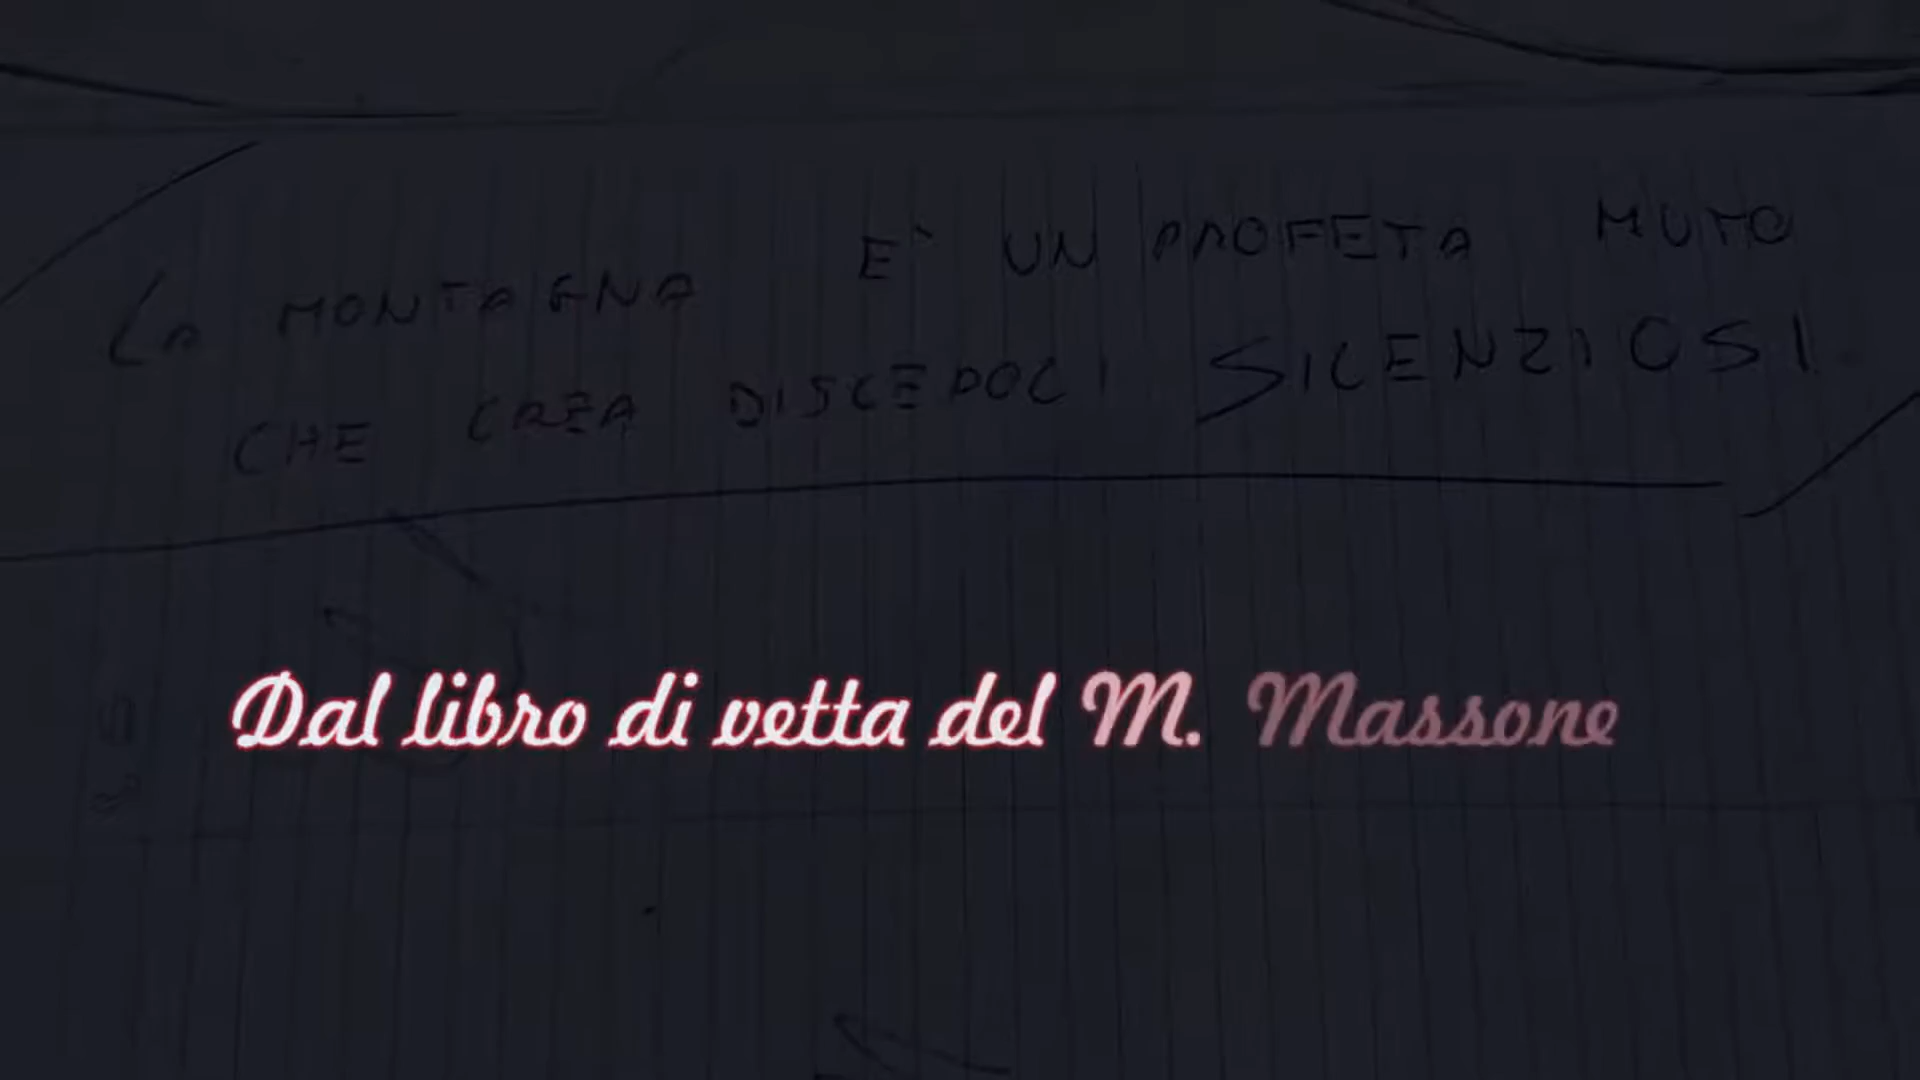 La MONTAGNA E' UN PROFETA MUTO
CHE CREA DISCEPOLI SILENZIOSI
Dal libro di vetta del M. Massone